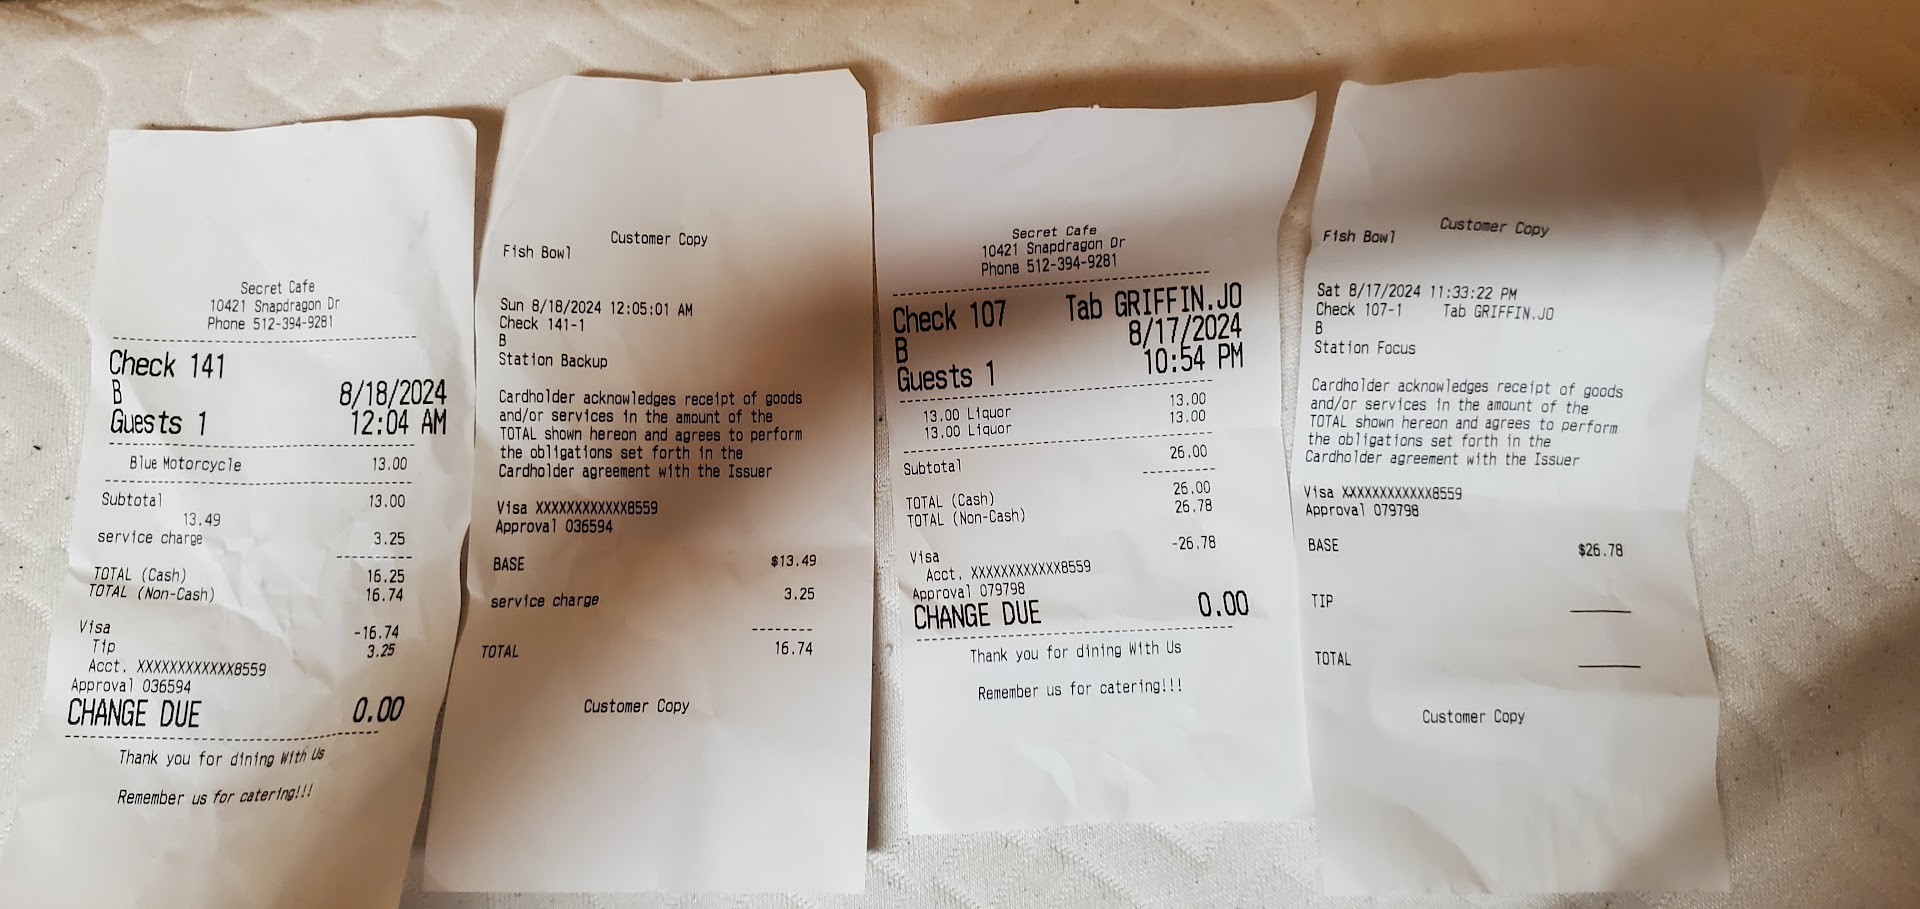 Secret Cafe
10421 Snapdragon Dr
Phone 512-394-9281
Check 141
B 8/18/2024
Guests 1 12:04 AM
Blue Motorcycle 13.00
Subtotal 13.00
13.49
service charge 3.25
TOTAL (Cash) 16.25
TOTAL (Non-Cash) 16.74
Visa -16.74
Tip 3.25
Acct. XXXXXXXXXXXX8559
Approval 036594
CHANGE DUE 0.00
Thank you for dining With Us
Remember us for catering!!!
Customer Copy
Fish Bowl
Sun 8/18/2024 12:05:01 AM
Check 141-1
B
Station Backup
Cardholder acknowledges receipt of goods
and/or services in the amount of the
TOTAL shown hereon and agrees to perform
the obligations set forth in the
Cardholder agreement with the Issuer
Visa XXXXXXXXXXXX8559
Approval 036594
BASE $13.49
service charge 3.25
TOTAL 16.74
Customer Copy
Secret Cafe
10421 Snapdragon Dr
Phone 512-394-9281
Check 107 Tab GRIFFIN.JO
B 8/17/2024
Guests 1 10:54 PM
13.00 Liquor 13.00
13.00 Liquor 13.00
Subtotal 26.00
TOTAL (Cash) 26.00
TOTAL (Non-Cash) 26.78
Visa -26.78
Acct. XXXXXXXXXXXX8559
Approval 079798
CHANGE DUE 0.00
Thank you for dining With Us
Remember us for catering!!!
Customer Copy
Fish Bowl
Sat 8/17/2024 11:33:22 PM
Check 107-1 Tab GRIFFIN.JO
B
Station Focus
Cardholder acknowledges receipt of goods
and/or services in the amount of the
TOTAL shown hereon and agrees to perform
the obligations set forth in the
Cardholder agreement with the Issuer
Visa XXXXXXXXXXXX8559
Approval 079798
BASE $26.78
TIP
TOTAL
Customer Copy